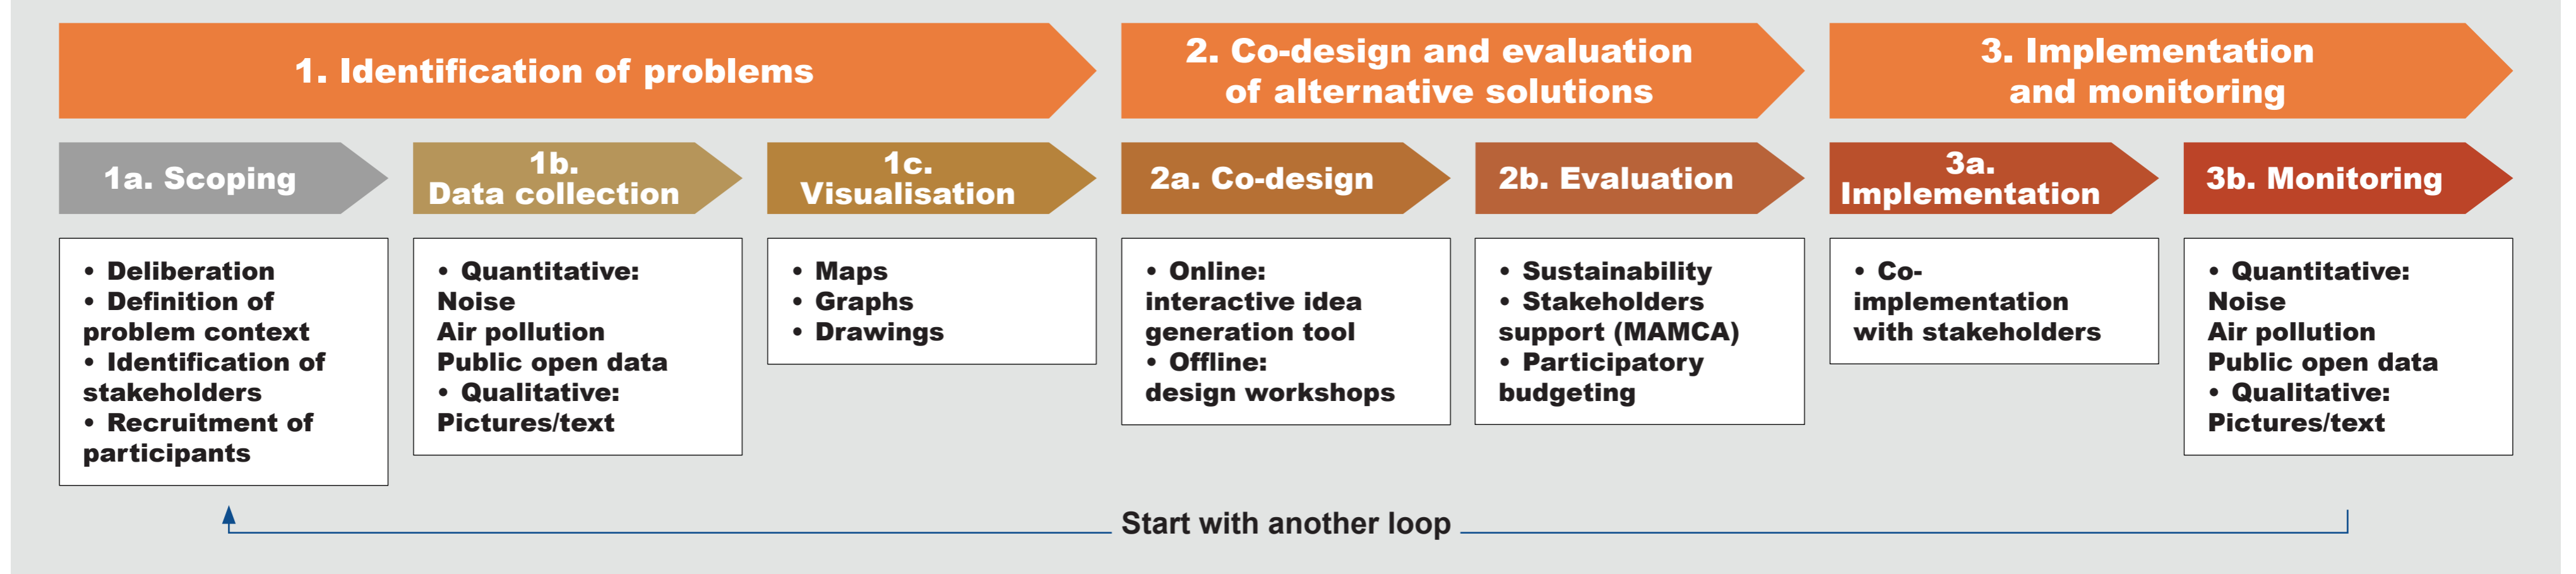 1. Identification of problems
2. Co-design and evaluation
of alternative solutions
3. Implementation
and monitoring
1a. Scoping
1b.
Data collection
1c.
Visualisation
2a. Co-design
2b. Evaluation
3a.
Implementation
3b. Monitoring
• Deliberation
• Definition of
problem context
• Identification of
stakeholders
• Recruitment of
participants
• Quantitative:
Noise
Air pollution
Public open data
• Qualitative:
Pictures/text
• Maps
• Graphs
• Drawings
• Online:
interactive idea
generation tool
• Offline:
design workshops
• Sustainability
• Stakeholders
support (MAMCA)
• Participatory
budgeting
• Co-
implementation
with stakeholders
• Quantitative:
Noise
Air pollution
Public open data
• Qualitative:
Pictures/text
Start with another loop